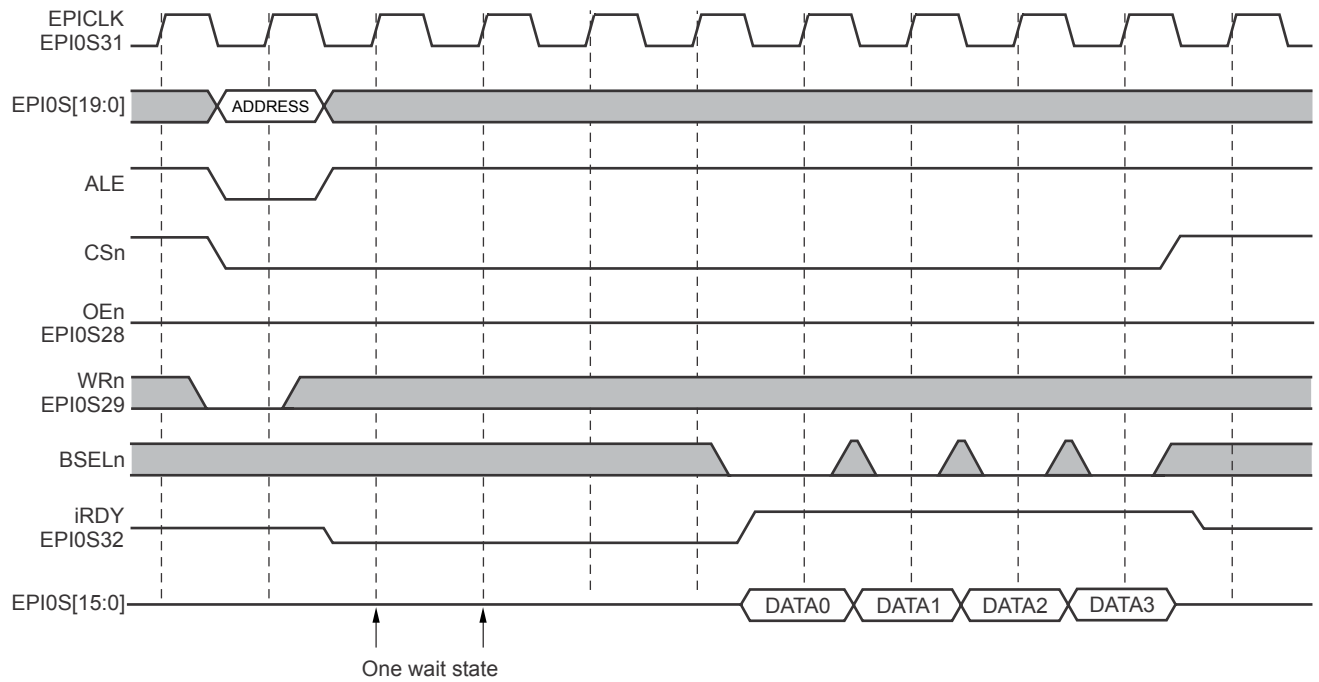 EPICLK
EPI0S31
EPI0S[19:0]
ADDRESS
ALE
CSn
OEn
EPI0S28
WRn
EPI0S29
BSELn
iRDY
EPI0S32
EPI0S[15:0]
DATA0 DATA1 DATA2 DATA3
One wait state